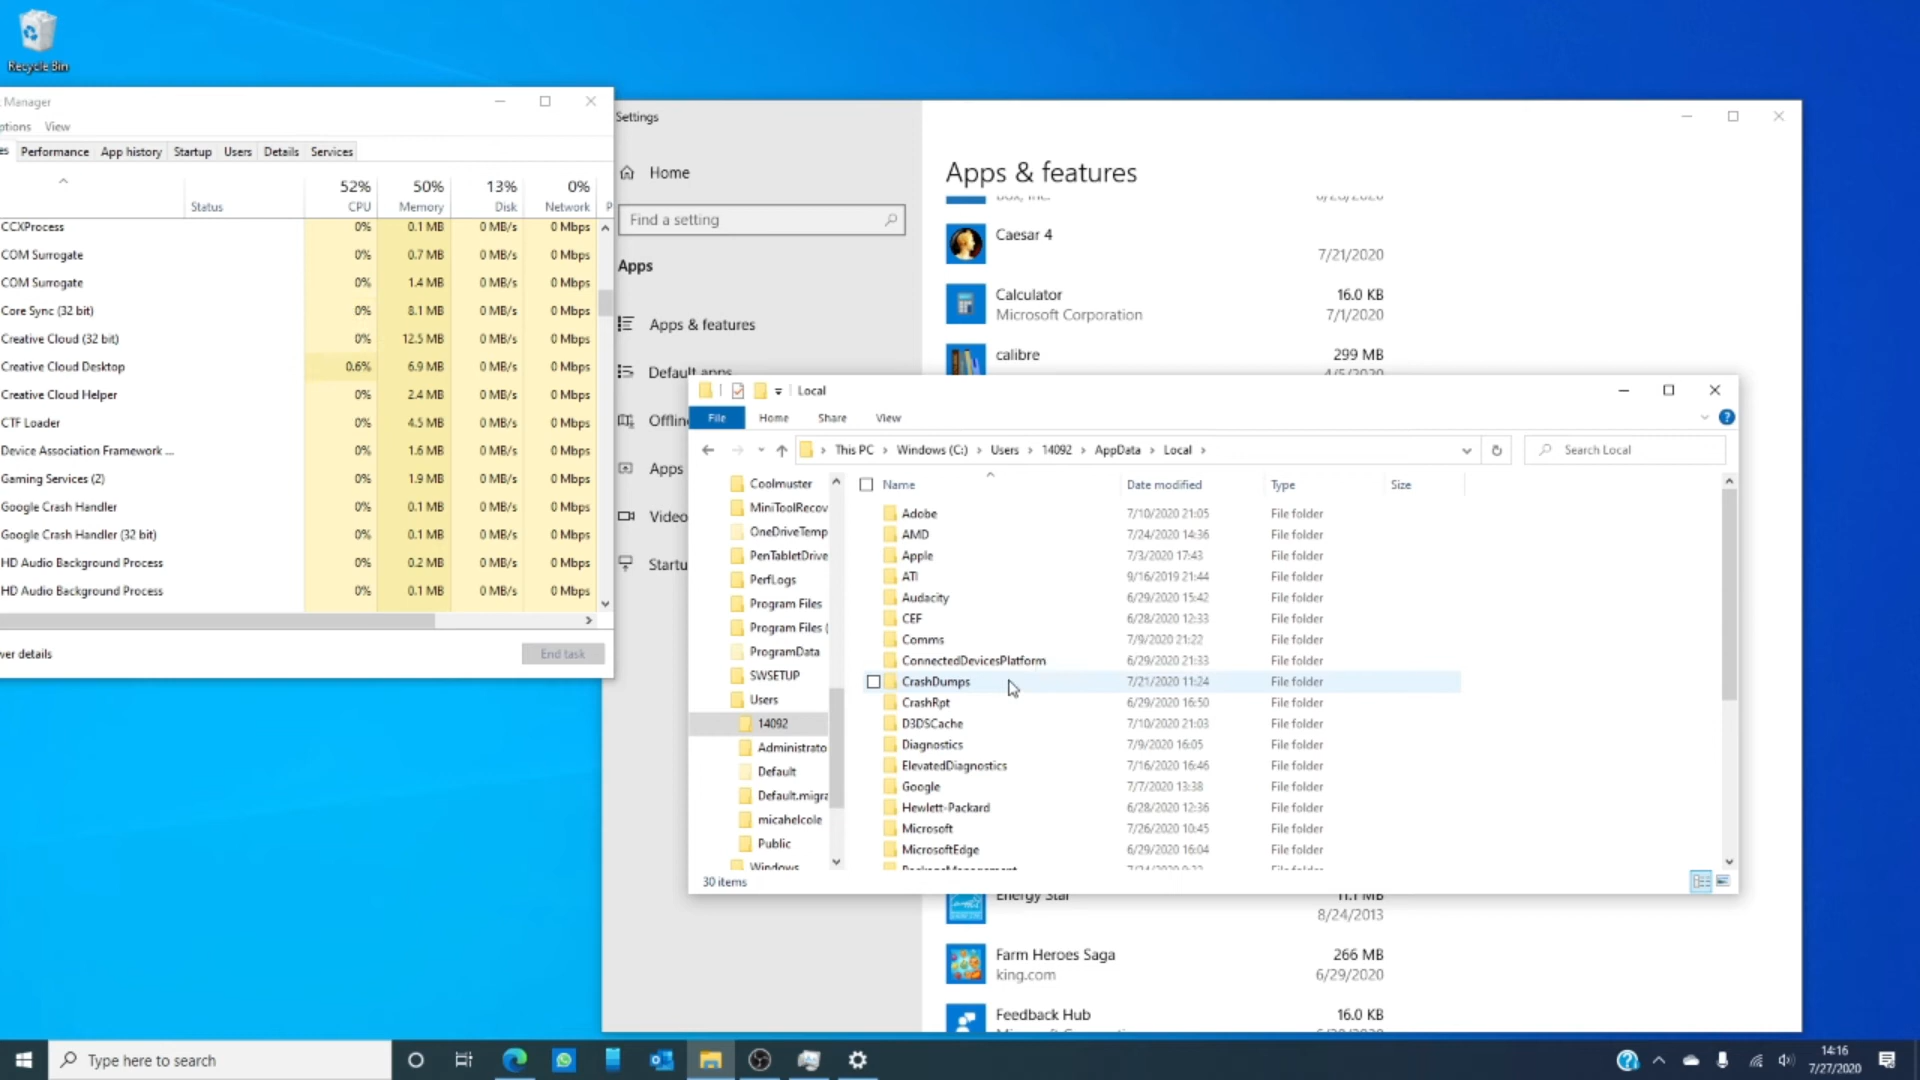 Recycle Bin
Manager
ptions View
es Performance App history Startup Users Details Services
52% 50% 13% 0%
Status CPU Memory Disk Network P
CCXProcess 0% 0.1 MB 0 MB/s 0 Mbps
COM Surrogate 0% 0.7 MB 0 MB/s 0 Mbps
COM Surrogate 0% 1.4 MB 0 MB/s 0 Mbps
Core Sync (32 bit) 0% 8.1 MB 0 MB/s 0 Mbps
Creative Cloud (32 bit) 0% 12.5 MB 0 MB/s 0 Mbps
Creative Cloud Desktop 0.6% 6.9 MB 0 MB/s 0 Mbps
Creative Cloud Helper 0% 2.4 MB 0 MB/s 0 Mbps
CTF Loader 0% 4.5 MB 0 MB/s 0 Mbps
Device Association Framework ... 0% 1.6 MB 0 MB/s 0 Mbps
Gaming Services (2) 0% 1.9 MB 0 MB/s 0 Mbps
Google Crash Handler 0% 0.1 MB 0 MB/s 0 Mbps
Google Crash Handler (32 bit) 0% 0.1 MB 0 MB/s 0 Mbps
HD Audio Background Process 0% 0.2 MB 0 MB/s 0 Mbps
HD Audio Background Process 0% 0.1 MB 0 MB/s 0 Mbps
wer details End task
Settings
Home
Find a setting
Apps
Apps & features
Default apps
Offlin
Apps
Video
Startu
Apps & features
Caesar 4
7/21/2020
Calculator 16.0 KB
Microsoft Corporation 7/1/2020
calibre 299 MB
4/5/2020
Local
File Home Share View
This PC > Windows (C:) > Users > 14092 > AppData > Local >
Search Local
Coolmuster
MiniToolRecov
OneDriveTemp
PenTabletDrive
PerfLogs
Program Files
Program Files (
ProgramData
SWSETUP
Users
14092
Administrato
Default
Default.migra
micahelcole
Public
Windows
Name Date modified Type Size
Adobe 7/10/2020 21:05 File folder
AMD 7/24/2020 14:36 File folder
Apple 7/3/2020 17:43 File folder
ATI 9/16/2019 21:44 File folder
Audacity 6/29/2020 15:42 File folder
CEF 6/28/2020 12:33 File folder
Comms 7/9/2020 21:22 File folder
ConnectedDevicesPlatform 6/29/2020 21:33 File folder
CrashDumps 7/21/2020 11:24 File folder
CrashRpt 6/29/2020 16:50 File folder
D3DSCache 7/10/2020 21:03 File folder
Diagnostics 7/9/2020 16:05 File folder
ElevatedDiagnostics 7/16/2020 16:46 File folder
Google 7/7/2020 13:38 File folder
Hewlett-Packard 6/28/2020 12:36 File folder
Microsoft 7/26/2020 10:45 File folder
MicrosoftEdge 6/29/2020 16:04 File folder
30 items
Energy Star 11.1 MB
8/24/2013
Farm Heroes Saga 266 MB
king.com 6/29/2020
Feedback Hub 16.0 KB
Type here to search
14:16
7/27/2020